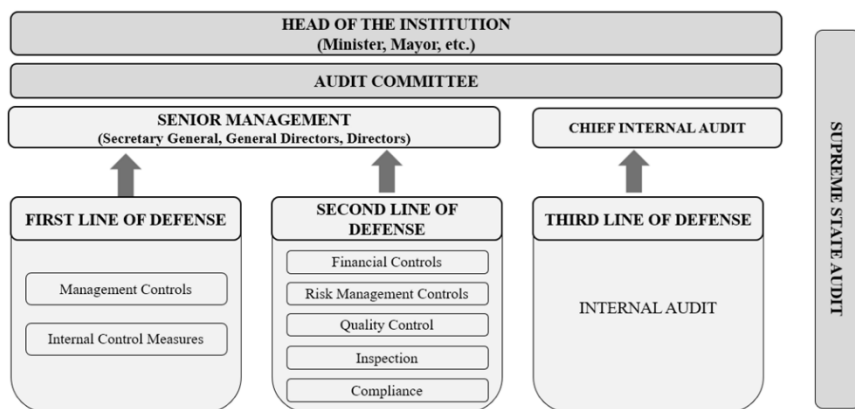 HEAD OF THE INSTITUTION
(Minister, Mayor, etc.)
AUDIT COMMITTEE
SENIOR MANAGEMENT
(Secretary General, General Directors, Directors)
CHIEF INTERNAL AUDIT
FIRST LINE OF DEFENSE
Management Controls
Internal Control Measures
SECOND LINE OF
DEFENSE
Financial Controls
Risk Management Controls
Quality Control
Inspection
Compliance
THIRD LINE OF DEFENSE
INTERNAL AUDIT
SUPREME STATE AUDIT